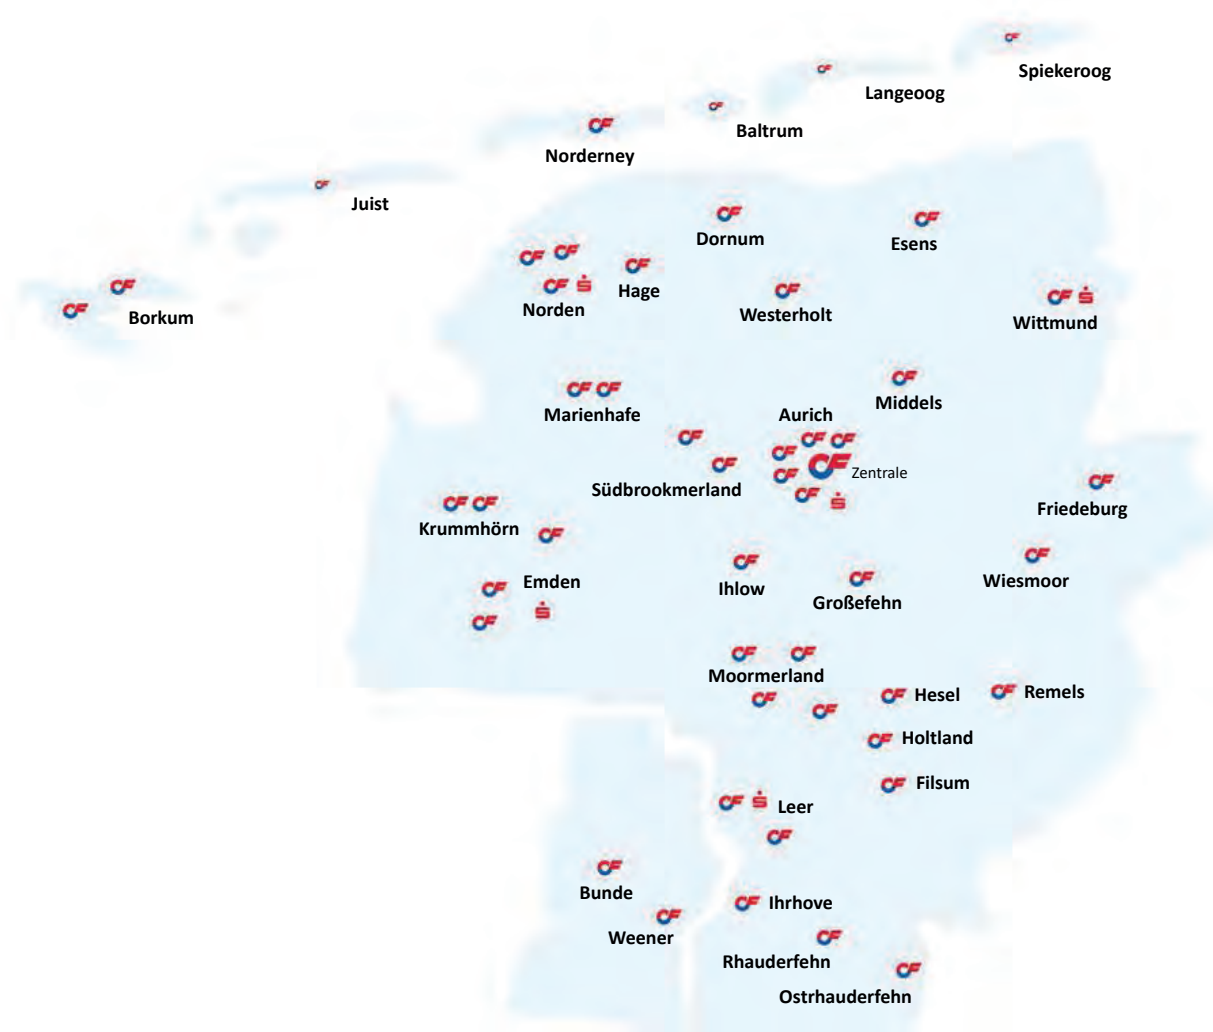 Spiekeroog
Langeoog
Baltrum
Norderney
Juist
Dornum
Esens
Hage
Norden
Westerholt
Borkum
Wittmund
Middels
Marienhafe
Aurich
Zentrale
Südbrookmerland
Friedeburg
Krummhörn
Emden
Ihlow
Wiesmoor
Großefehn
Moormerland
Hesel
Remels
Holtland
Filsum
Leer
Bunde
Ihrhove
Weener
Rhauderfehn
Ostrhauderfehn